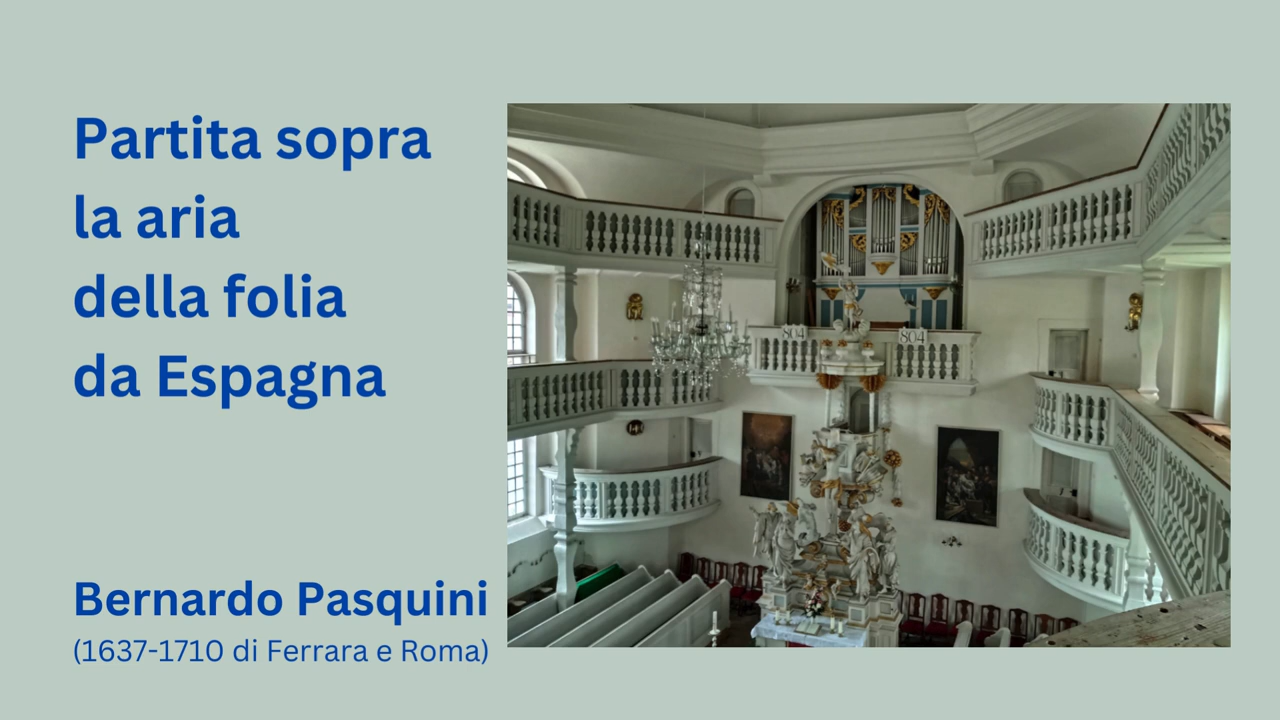 Partita sopra
la aria
della folia
da Espagna
Bernardo Pasquini
(1637-1710 di Ferrara e Roma)
804
804